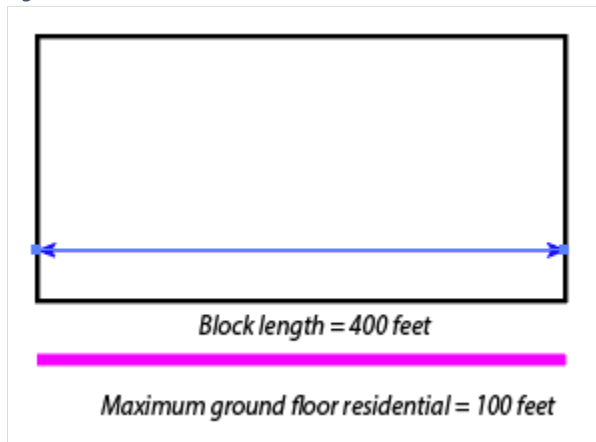 Block length = 400 feet
Maximum ground floor residential = 100 feet